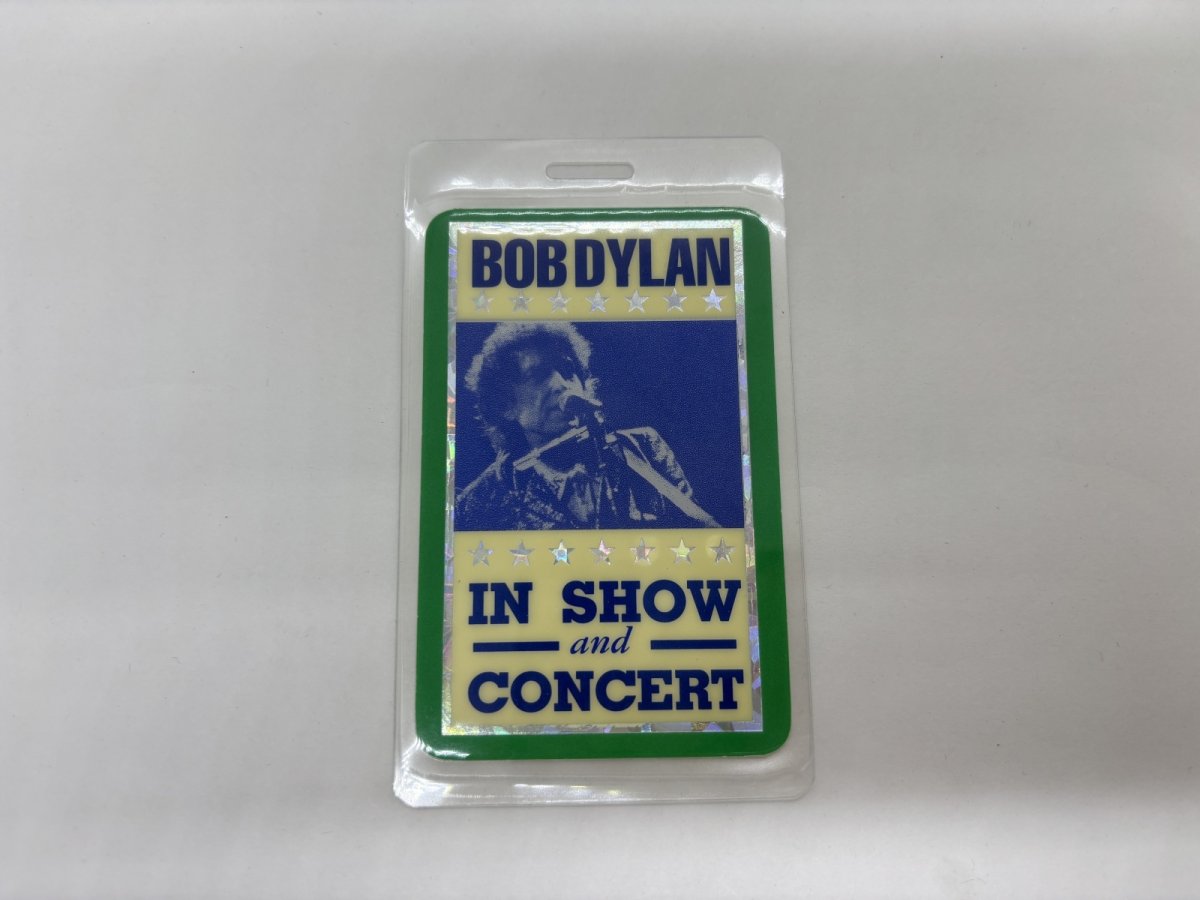 BOB DYLAN
IN SHOW
and
CONCERT